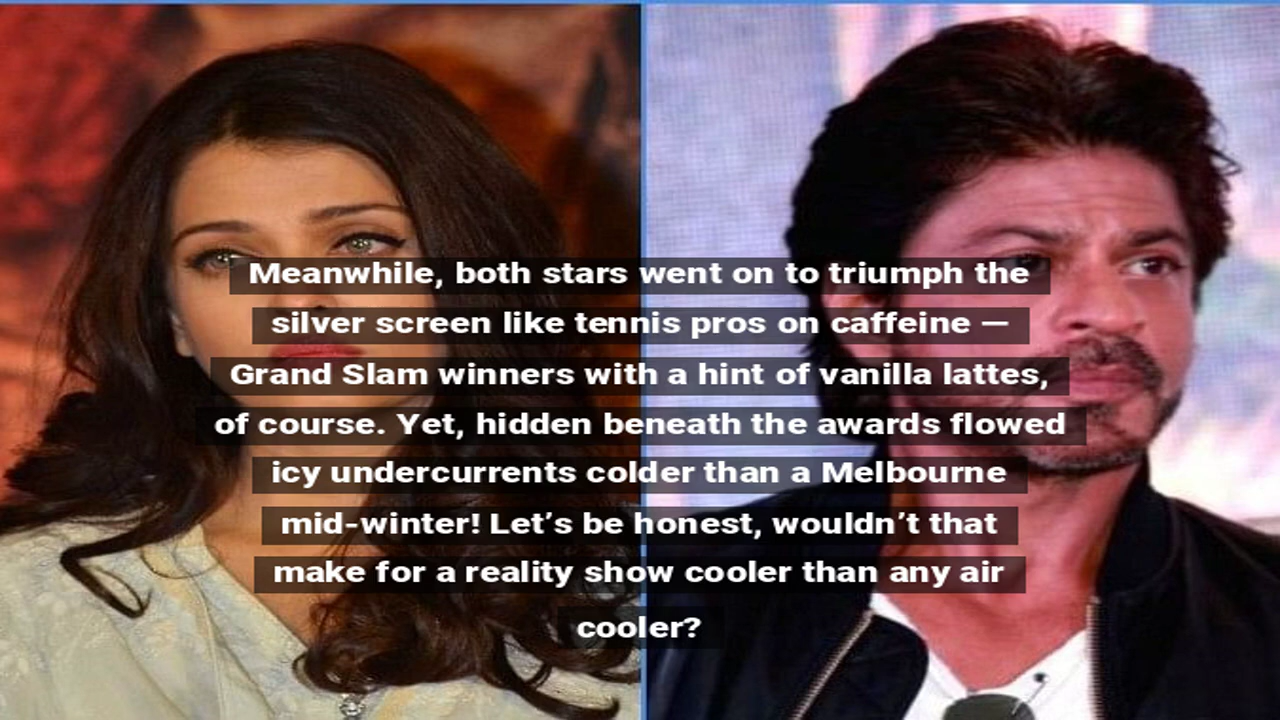 Meanwhile, both stars went on to triumph the
silver screen like tennis pros on caffeine —
Grand Slam winners with a hint of vanilla lattes,
of course. Yet, hidden beneath the awards flowed
icy undercurrents colder than a Melbourne
mid-winter! Let’s be honest, wouldn’t that
make for a reality show cooler than any air
cooler?